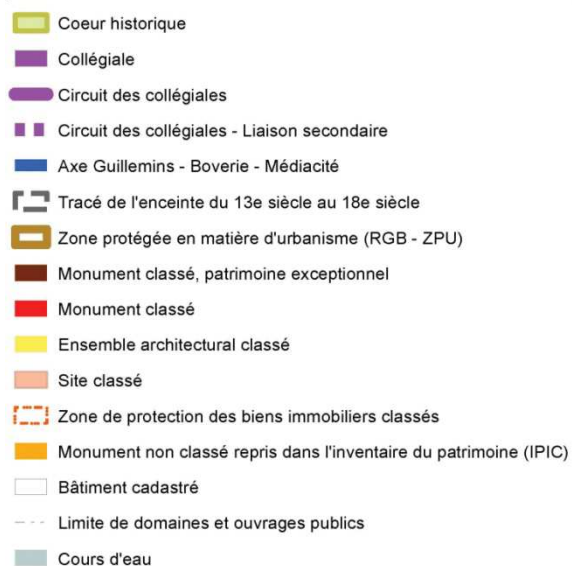 Coeur historique
Collégiale
Circuit des collégiales
Circuit des collégiales - Liaison secondaire
Axe Guillemins - Boverie - Médiacité
Tracé de l'enceinte du 13e siècle au 18e siècle
Zone protégée en matière d'urbanisme (RGB - ZPU)
Monument classé, patrimoine exceptionnel
Monument classé
Ensemble architectural classé
Site classé
Zone de protection des biens immobiliers classés
Monument non classé repris dans l'inventaire du patrimoine (IPIC)
Bâtiment cadastré
Limite de domaines et ouvrages publics
Cours d'eau